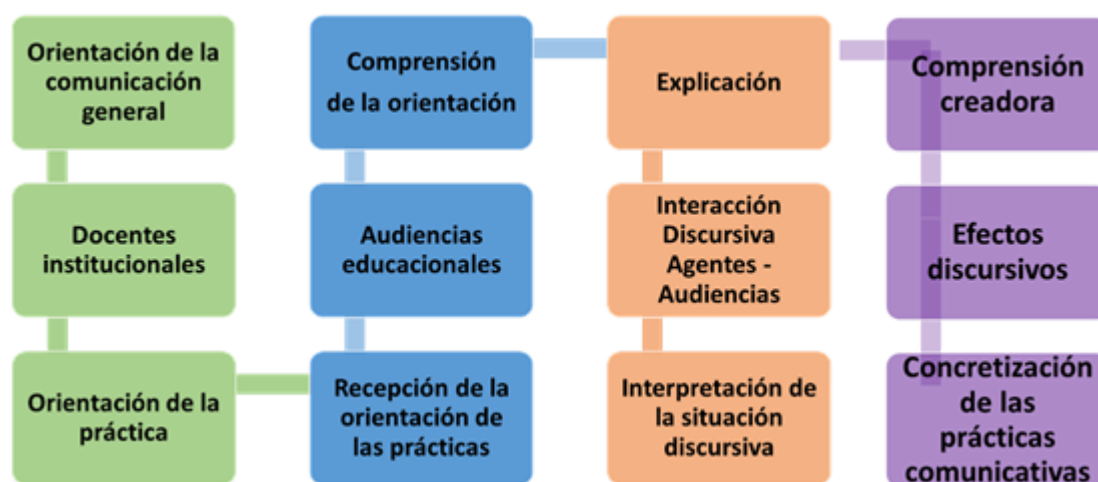 Orientación de la
comunicación
general
Docentes
institucionales
Orientación de la
práctica
Comprensión
de la orientación
Audiencias
educacionales
Recepción de la
orientación de
las prácticas
Explicación
Interacción
Discursiva
Agentes -
Audiencias
Interpretación de
la situación
discursiva
Comprensión
creadora
Efectos
discursivos
Concretización
de las
prácticas
comunicativas